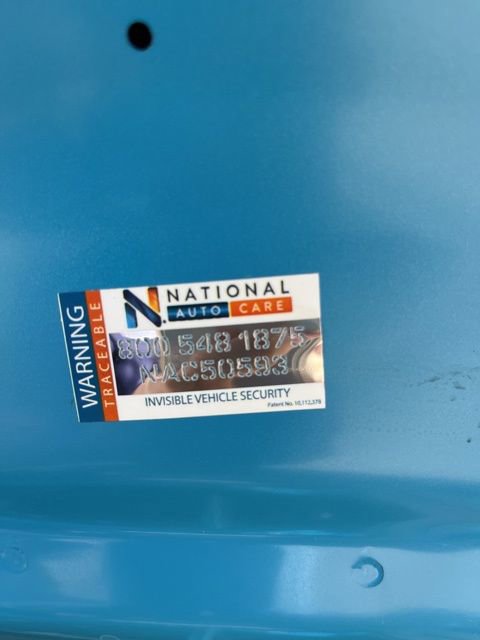 WARNING
TRACEABLE
N. NATIONAL
AUTO CARE
800 548 1875
NAC50593
INVISIBLE VEHICLE SECURITY
Patent No. 10,112,378